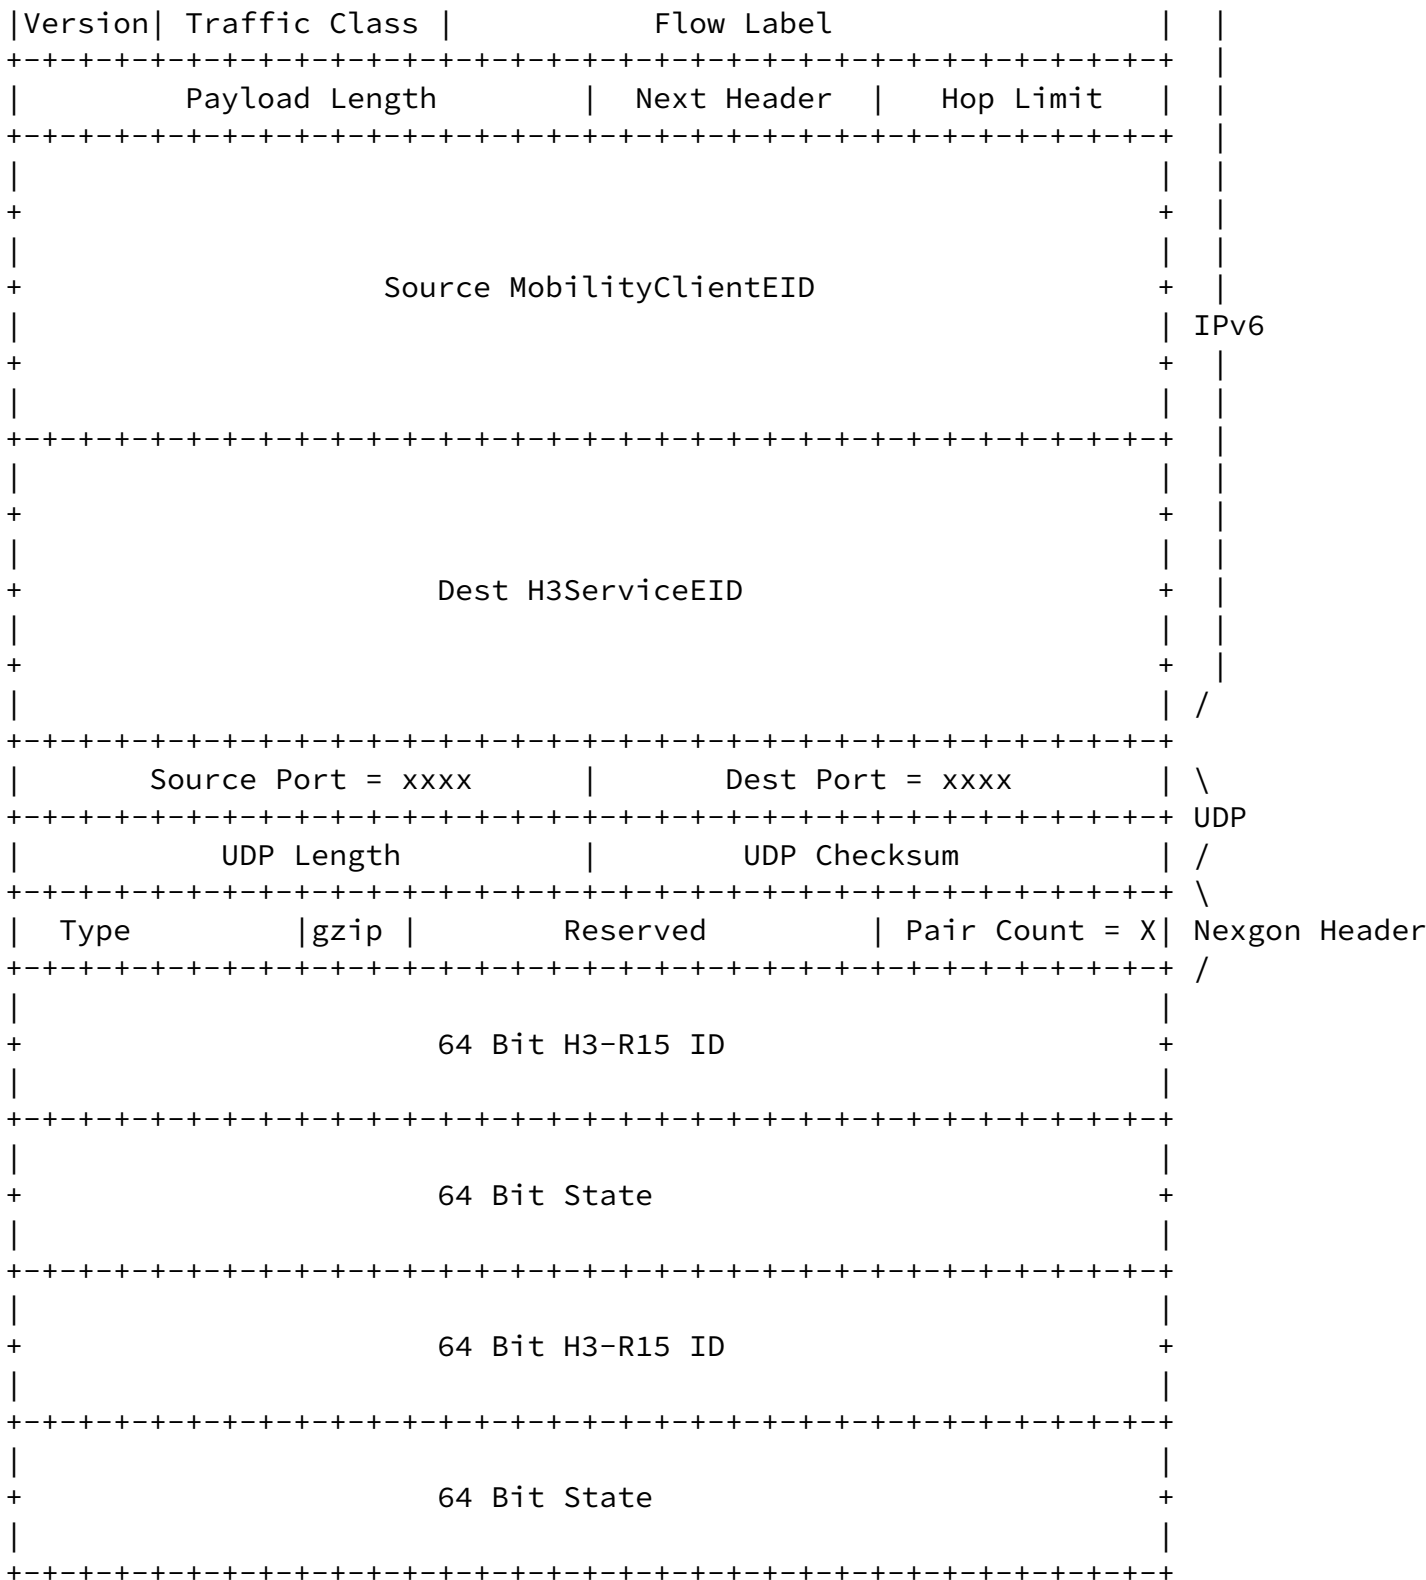 |Version| Traffic Class |           Flow Label                  |  |
+-+-+-+-+-+-+-+-+-+-+-+-+-+-+-+-+-+-+-+-+-+-+-+-+-+-+-+-+-+-+-+-+  |
|         Payload Length        |  Next Header  |   Hop Limit   |  |
+-+-+-+-+-+-+-+-+-+-+-+-+-+-+-+-+-+-+-+-+-+-+-+-+-+-+-+-+-+-+-+-+  |
|                                                               |  |
+                                                               +  |
|                                                               |  |
+                    Source MobilityClientEID                   +  |
|                                                               | IPv6
+                                                               +  |
|                                                               |  |
+-+-+-+-+-+-+-+-+-+-+-+-+-+-+-+-+-+-+-+-+-+-+-+-+-+-+-+-+-+-+-+-+  |
|                                                               |  |
+                                                               +  |
|                                                               |  |
+                       Dest H3ServiceEID                       +  |
|                                                               |  |
+                                                               +  |
|                                                               | /
+-+-+-+-+-+-+-+-+-+-+-+-+-+-+-+-+-+-+-+-+-+-+-+-+-+-+-+-+-+-+-+-+
|       Source Port = xxxx      |       Dest Port = xxxx        | \
+-+-+-+-+-+-+-+-+-+-+-+-+-+-+-+-+-+-+-+-+-+-+-+-+-+-+-+-+-+-+-+-+ UDP
|           UDP Length          |        UDP Checksum           | /
+-+-+-+-+-+-+-+-+-+-+-+-+-+-+-+-+-+-+-+-+-+-+-+-+-+-+-+-+-+-+-+-+ \
|  Type         |gzip |        Reserved         | Pair Count = X| Nexgon Header
+-+-+-+-+-+-+-+-+-+-+-+-+-+-+-+-+-+-+-+-+-+-+-+-+-+-+-+-+-+-+-+-+ /
|                                                               |
+                       64 Bit H3-R15 ID                        +
|                                                               |
+-+-+-+-+-+-+-+-+-+-+-+-+-+-+-+-+-+-+-+-+-+-+-+-+-+-+-+-+-+-+-+-+
|                                                               |
+                       64 Bit State                            +
|                                                               |
+-+-+-+-+-+-+-+-+-+-+-+-+-+-+-+-+-+-+-+-+-+-+-+-+-+-+-+-+-+-+-+-+
|                                                               |
+                       64 Bit H3-R15 ID                        +
|                                                               |
+-+-+-+-+-+-+-+-+-+-+-+-+-+-+-+-+-+-+-+-+-+-+-+-+-+-+-+-+-+-+-+-+
|                                                               |
+                       64 Bit State                            +
|                                                               |
+-+-+-+-+-+-+-+-+-+-+-+-+-+-+-+-+-+-+-+-+-+-+-+-+-+-+-+-+-+-+-+-+